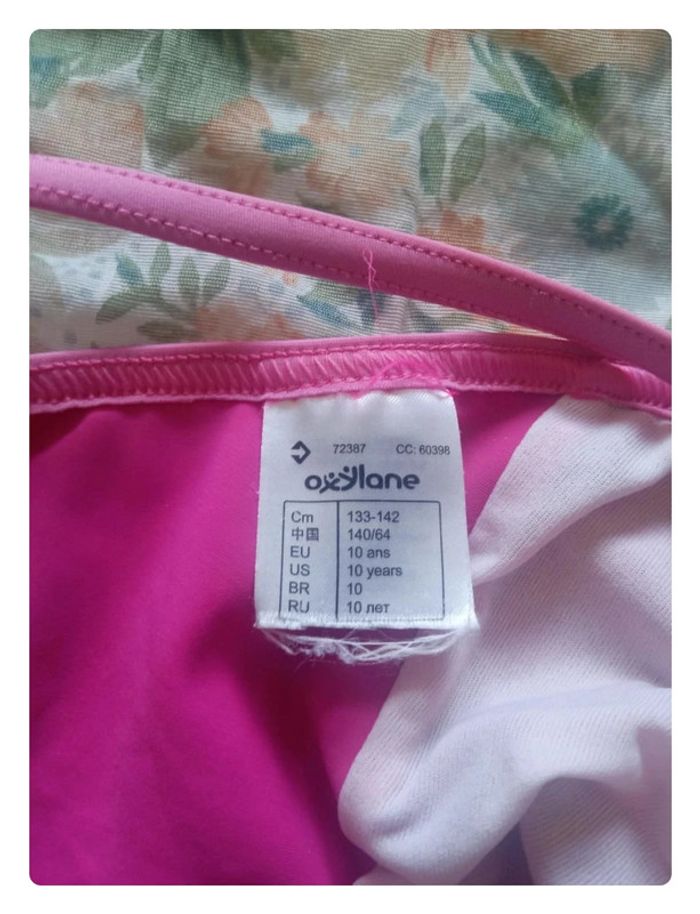 72387 CC: 60398
oxylane
Cm 133-142
中国 140/64
EU 10 ans
US 10 years
BR 10
RU 10 лет